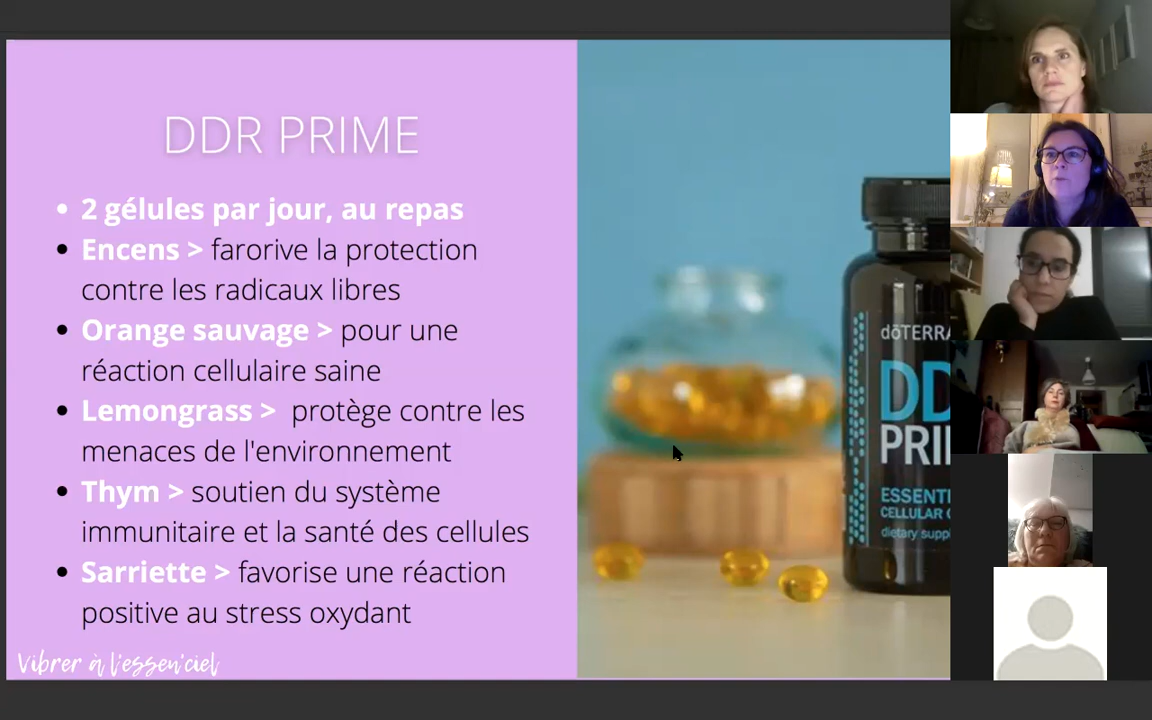 DDR PRIME
• 2 gélules par jour, au repas
• Encens > farorive la protection
contre les radicaux libres
• Orange sauvage > pour une
réaction cellulaire saine
• Lemongrass > protège contre les
menaces de l'environnement
• Thym > soutien du système
immunitaire et la santé des cellules
• Sarriette > favorise une réaction
positive au stress oxydant
Vibrer à l'essen'ciel
dōTERRA
DD
PRI
ESSENT
CELLULAR C
dietary supp